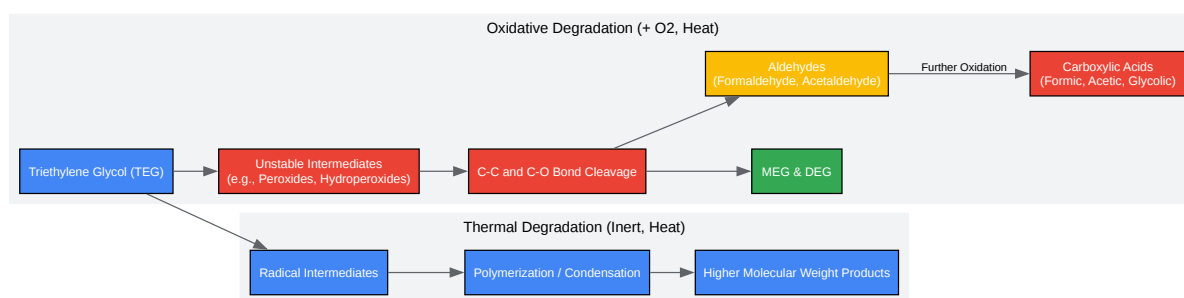 Oxidative Degradation (+ O2, Heat)
Aldehydes
(Formaldehyde, Acetaldehyde)
Further Oxidation
Carboxylic Acids
(Formic, Acetic, Glycolic)
Triethylene Glycol (TEG)
Unstable Intermediates
(e.g., Peroxides, Hydroperoxides)
C-C and C-O Bond Cleavage
MEG & DEG
Thermal Degradation (Inert, Heat)
Radical Intermediates
Polymerization / Condensation
Higher Molecular Weight Products